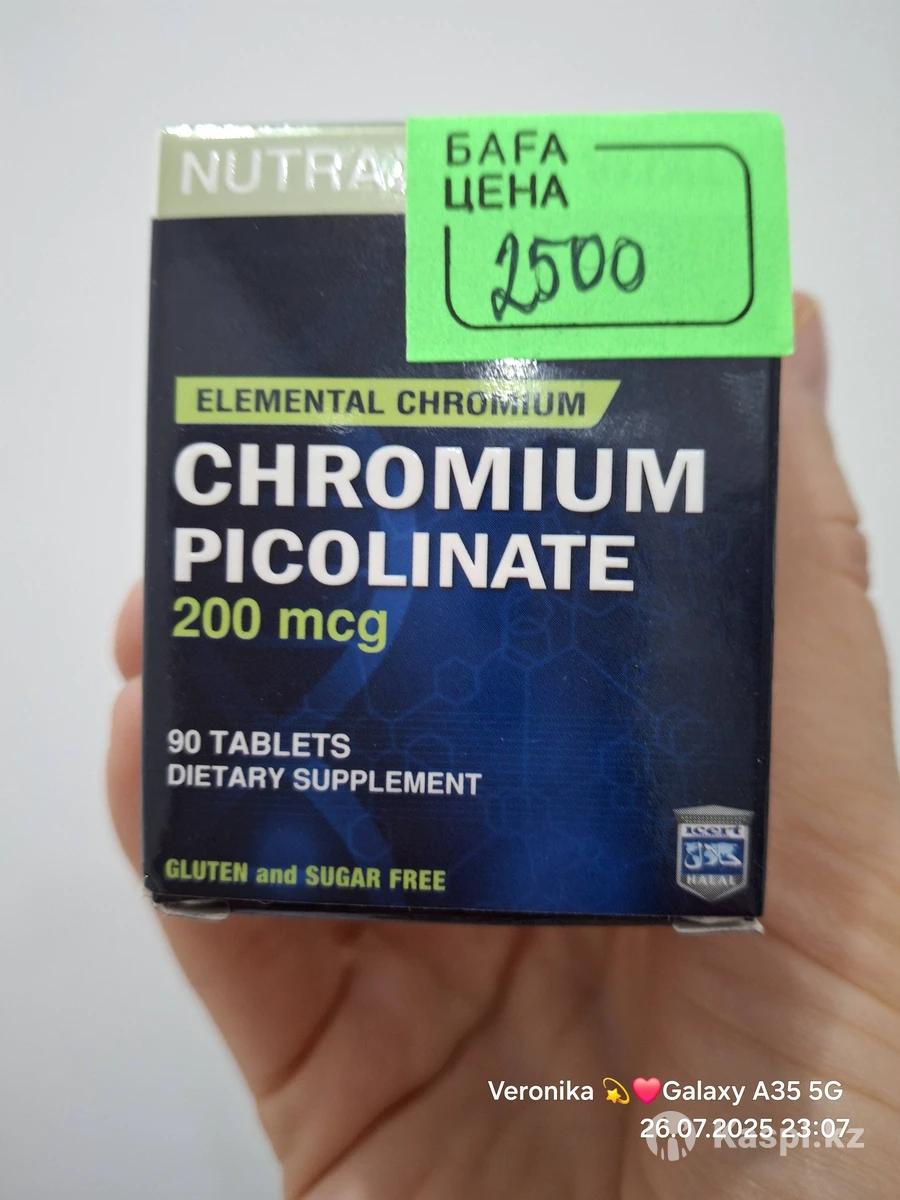 БАҒА
ЦЕНА
2500
ELEMENTAL CHROMIUM
CHROMIUM
PICOLINATE
200 mcg
90 TABLETS
DIETARY SUPPLEMENT
GLUTEN and SUGAR FREE
HALAL
Veronika 💫❤️Galaxy A35 5G
26.07.2025 23:07
Kaspi.kz